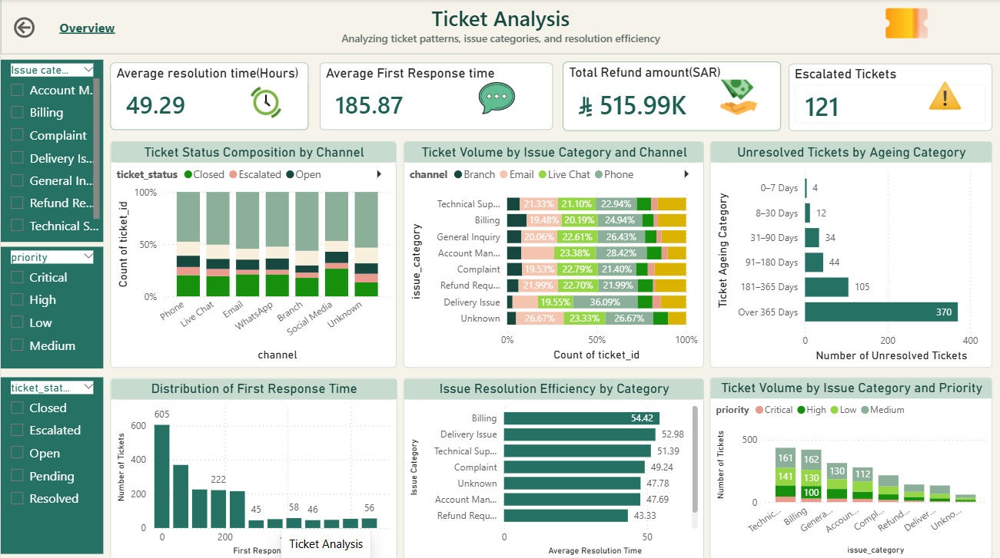 Ticket Analysis
Overview
Analyzing ticket patterns, issue categories, and resolution efficiency
Issue cate...
Account M...
Billing
Complaint
Delivery Is...
General In...
Refund Re...
Technical S...
priority
Critical
High
Low
Medium
ticket_stat...
Closed
Escalated
Open
Pending
Resolved
Average resolution time(Hours)
49.29
Average First Response time
185.87
Total Refund amount(SAR)
515.99K
Escalated Tickets
121
Ticket Status Composition by Channel
ticket_status Closed Escalated Open
Count of ticket_id
100%
50%
0%
Phone
Live Chat
Email
WhatsApp
Branch
Social Media
Unknown
channel
Ticket Volume by Issue Category and Channel
channel Branch Email Live Chat Phone
issue_category
Technical Sup... 21.33% 21.10% 22.94%
Billing 19.48% 20.19% 24.94%
General Inquiry 20.06% 22.61% 26.43%
Account Man... 23.38% 28.42%
Complaint 19.53% 22.79% 21.40%
Refund Requ... 21.99% 22.70% 21.99%
Delivery Issue 19.55% 36.09%
Unknown 26.67% 23.33% 26.67%
0% 50% 100%
Count of ticket_id
Unresolved Tickets by Ageing Category
Ticket Ageing Category
0–7 Days 4
8–30 Days 12
31–90 Days 34
91–180 Days 44
181–365 Days 105
Over 365 Days 370
0 200 400
Number of Unresolved Tickets
Distribution of First Response Time
Number of Tickets
600
400
200
0
605
222
45
58
46
56
0 200
First Respon
Ticket Analysis
Issue Resolution Efficiency by Category
Issue Category
Billing 54.42
Delivery Issue 52.98
Technical Sup... 51.39
Complaint 49.24
Unknown 47.78
Account Man... 47.69
Refund Requ... 43.33
0 50
Average Resolution Time
Ticket Volume by Issue Category and Priority
priority Critical High Low Medium
Number of Tickets
500
0
161
141
162
130
100
130
112
Technic...
Billing
Genera...
Accoun...
Compl...
Refund...
Deliver...
Unkno...
issue_category